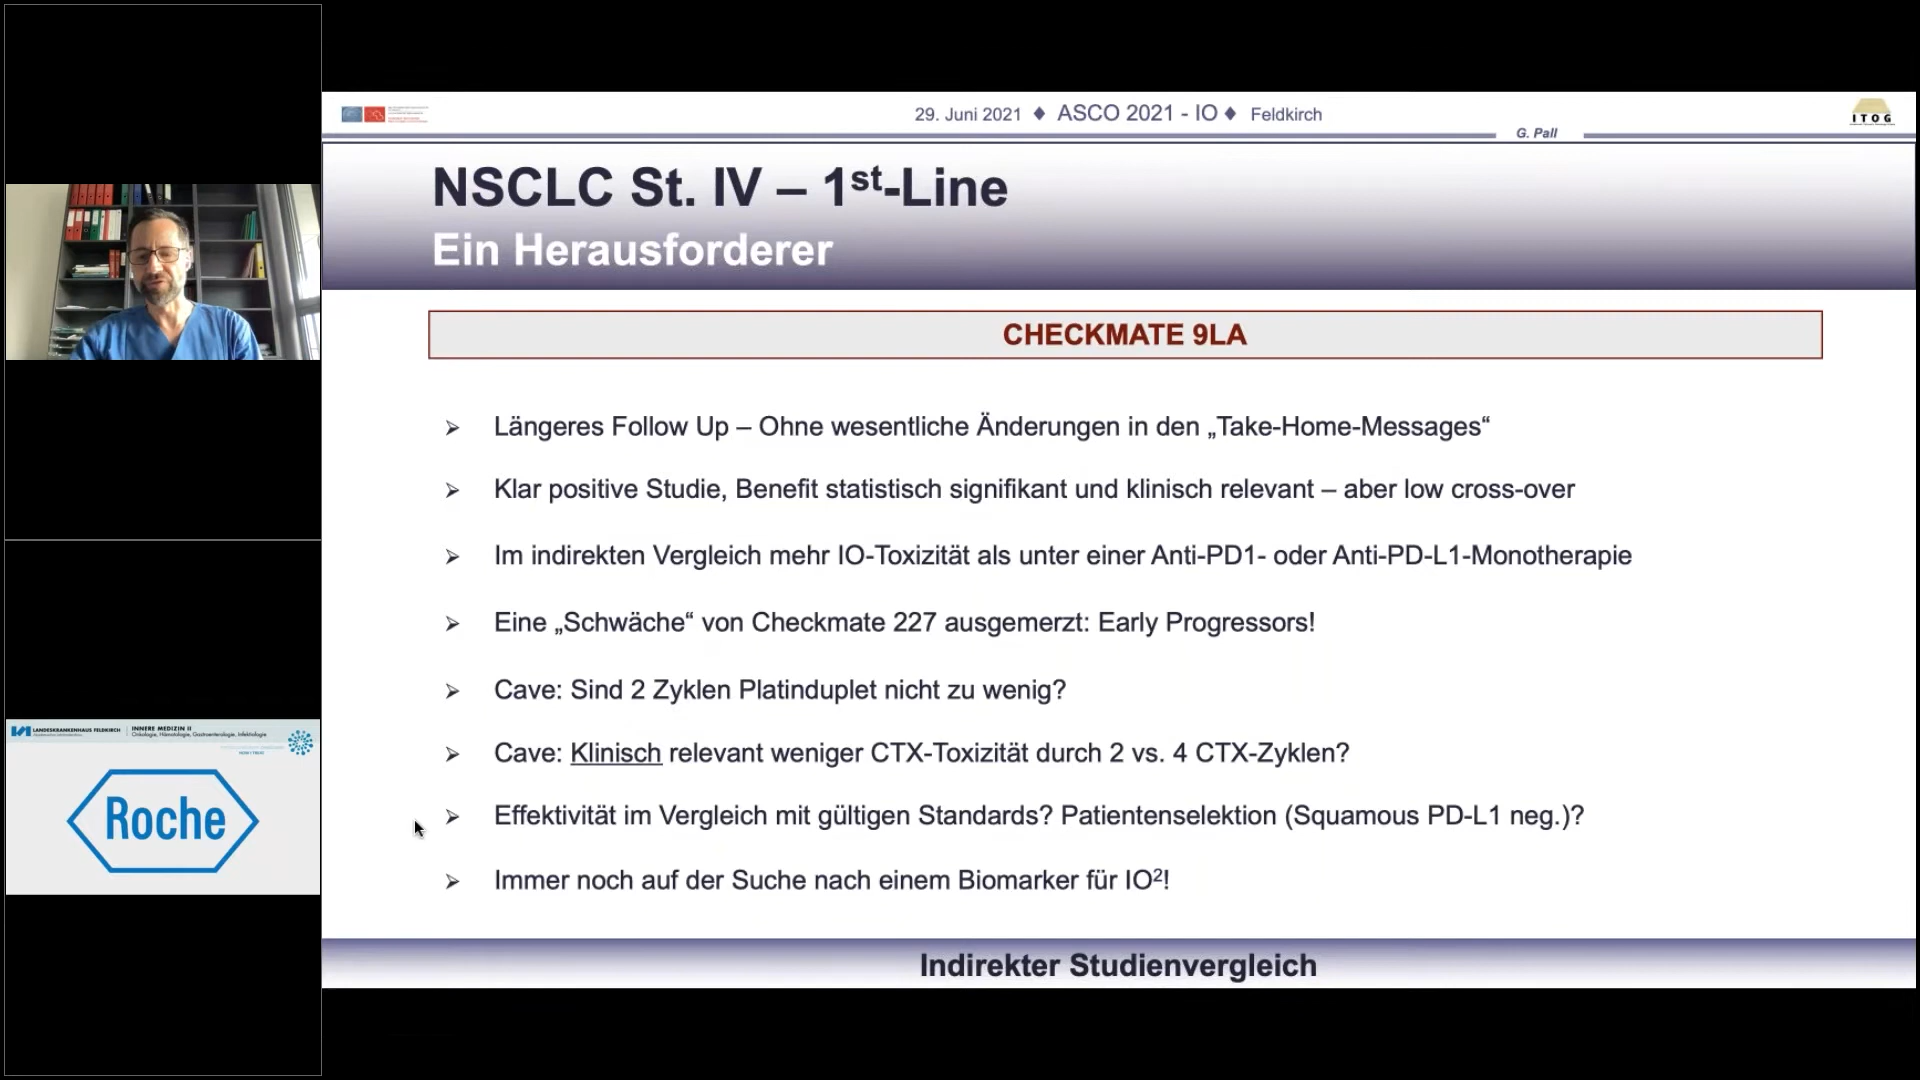 29. Juni 2021 ♦ ASCO 2021 - IO ♦ Feldkirch
ITOG
G. Pall
NSCLC St. IV – 1st-Line
Ein Herausforderer
CHECKMATE 9LA
➢ Längeres Follow Up – Ohne wesentliche Änderungen in den „Take-Home-Messages“
➢ Klar positive Studie, Benefit statistisch signifikant und klinisch relevant – aber low cross-over
➢ Im indirekten Vergleich mehr IO-Toxizität als unter einer Anti-PD1- oder Anti-PD-L1-Monotherapie
➢ Eine „Schwäche“ von Checkmate 227 ausgemerzt: Early Progressors!
➢ Cave: Sind 2 Zyklen Platinduplet nicht zu wenig?
➢ Cave: Klinisch relevant weniger CTX-Toxizität durch 2 vs. 4 CTX-Zyklen?
➢ Effektivität im Vergleich mit gültigen Standards? Patientenselektion (Squamous PD-L1 neg.)?
➢ Immer noch auf der Suche nach einem Biomarker für IO²!
Indirekter Studienvergleich
LANDESKRANKENHAUS FELDKIRCH
INNERE MEDIZIN II
Onkologie, Hämatologie, Gastroenterologie, Infektiologie
Roche